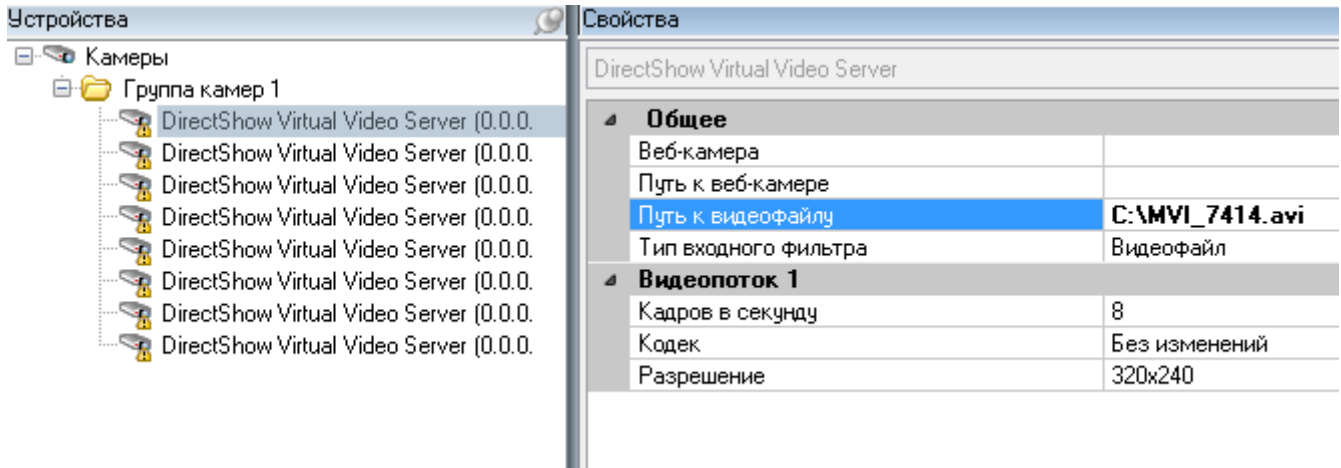 Устройства
Камеры
Группа камер 1
DirectShow Virtual Video Server (0.0.0.
DirectShow Virtual Video Server (0.0.0.
DirectShow Virtual Video Server (0.0.0.
DirectShow Virtual Video Server (0.0.0.
DirectShow Virtual Video Server (0.0.0.
DirectShow Virtual Video Server (0.0.0.
DirectShow Virtual Video Server (0.0.0.
DirectShow Virtual Video Server (0.0.0.
Свойства
DirectShow Virtual Video Server
Общее
Веб-камера
Путь к веб-камере
Путь к видеофайлу C:\MVI_7414.avi
Тип входного фильтра Видеофайл
Видеопоток 1
Кадров в секунду 8
Кодек Без изменений
Разрешение 320x240